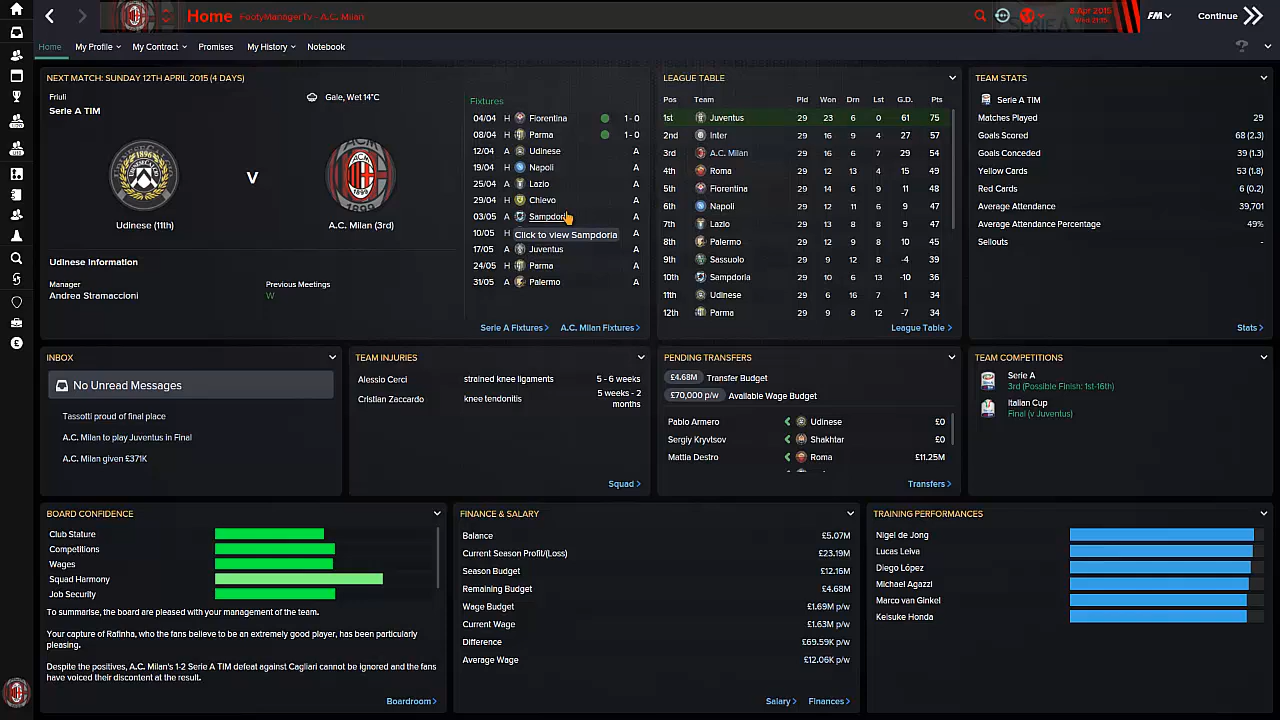 Home FootyManagerTv - A.C. Milan
8 Apr 2015
Wed 21:15
FM
Continue
Home My Profile My Contract Promises My History Notebook
NEXT MATCH: SUNDAY 12TH APRIL 2015 (4 DAYS)
Friuli
Serie A TIM
Gale, Wet 14°C
V
Udinese (11th)
A.C. Milan (3rd)
Udinese Information
Manager
Andrea Stramaccioni
Previous Meetings
W
Fixtures
04/04 H Fiorentina 1 - 0
08/04 H Parma 1 - 0
12/04 A Udinese A
19/04 H Napoli A
25/04 A Lazio A
29/04 H Chievo A
03/05 A Sampdori A
Click to view Sampdoria
10/05 H A
17/05 A Juventus A
24/05 H Parma A
31/05 A Palermo A
Serie A Fixtures A.C. Milan Fixtures
LEAGUE TABLE
Pos Team Pld Won Drn Lst G.D. Pts
1st Juventus 29 23 6 0 61 75
2nd Inter 29 16 9 4 27 57
3rd A.C. Milan 29 16 6 7 29 54
4th Roma 29 12 13 4 15 49
5th Fiorentina 29 14 6 9 11 48
6th Napoli 29 12 11 6 9 47
7th Lazio 29 12 9 8 9 45
8th Palermo 29 12 9 8 10 45
9th Sassuolo 29 9 12 8 -4 39
10th Sampdoria 29 10 6 13 -10 36
11th Udinese 29 6 16 7 1 34
12th Parma 29 9 8 12 -7 34
League Table
TEAM STATS
Serie A TIM
Matches Played 29
Goals Scored 68 (2.3)
Goals Conceded 39 (1.3)
Yellow Cards 53 (1.8)
Red Cards 6 (0.2)
Average Attendance 39,701
Average Attendance Percentage 49%
Sellouts -
Stats
INBOX
No Unread Messages
Tassotti proud of final place
A.C. Milan to play Juventus in Final
A.C. Milan given £371K
TEAM INJURIES
Alessio Cerci strained knee ligaments 5 - 6 weeks
Cristian Zaccardo knee tendonitis 5 weeks - 2 months
Squad
PENDING TRANSFERS
£4.68M Transfer Budget
£70,000 p/w Available Wage Budget
Pablo Armero Udinese £0
Sergiy Kryvtsov Shakhtar £0
Mattia Destro Roma £11.25M
Transfers
TEAM COMPETITIONS
Serie A
3rd (Possible Finish: 1st-16th)
Italian Cup
Final (v Juventus)
BOARD CONFIDENCE
Club Stature
Competitions
Wages
Squad Harmony
Job Security
To summarise, the board are pleased with your management of the team.
Your capture of Rafinha, who the fans believe to be an extremely good player, has been particularly
pleasing.
Despite the positives, A.C. Milan's 1-2 Serie A TIM defeat against Cagliari cannot be ignored and the fans
have voiced their discontent at the result.
Boardroom
FINANCE & SALARY
Balance £5.07M
Current Season Profit/(Loss) £23.19M
Season Budget £12.16M
Remaining Budget £4.68M
Wage Budget £1.69M p/w
Current Wage £1.63M p/w
Difference £69.59K p/w
Average Wage £12.06K p/w
Salary Finances
TRAINING PERFORMANCES
Nigel de Jong
Lucas Leiva
Diego López
Michael Agazzi
Marco van Ginkel
Keisuke Honda